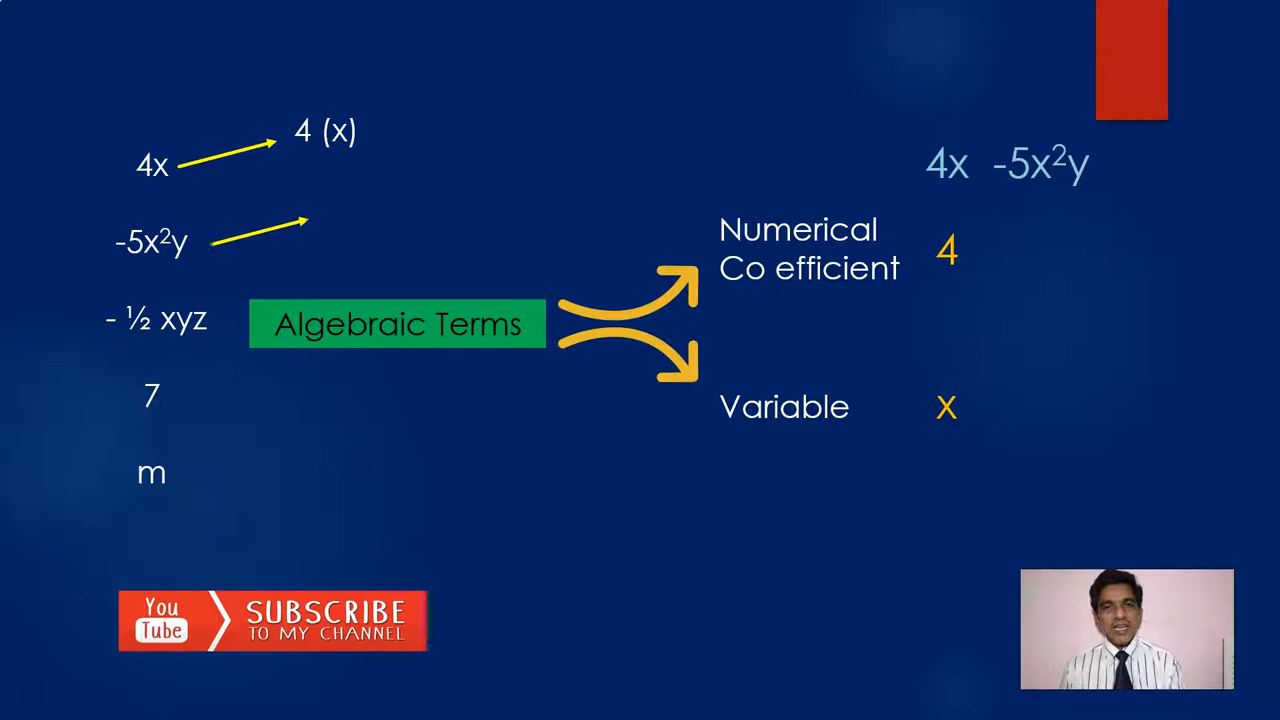 4x
4 (x)
-5x²y
- ½ xyz
7
m
Algebraic Terms
4x -5x²y
Numerical
Co efficient
4
Variable
x
You
Tube
SUBSCRIBE
TO MY CHANNEL